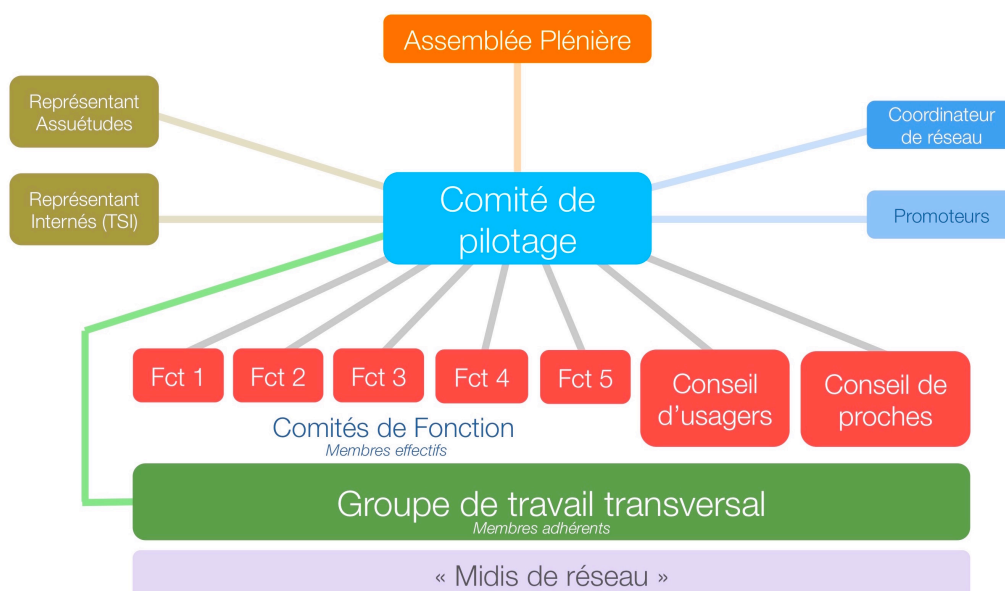 Assemblée Plénière
Représentant
Assuétudes
Coordinateur
de réseau
Représentant
Internés (TSI)
Comité de
pilotage
Promoteurs
Fct 1
Fct 2
Fct 3
Fct 4
Fct 5
Conseil
d’usagers
Conseil de
proches
Comités de Fonction
Membres effectifs
Groupe de travail transversal
Membres adhérents
« Midis de réseau »